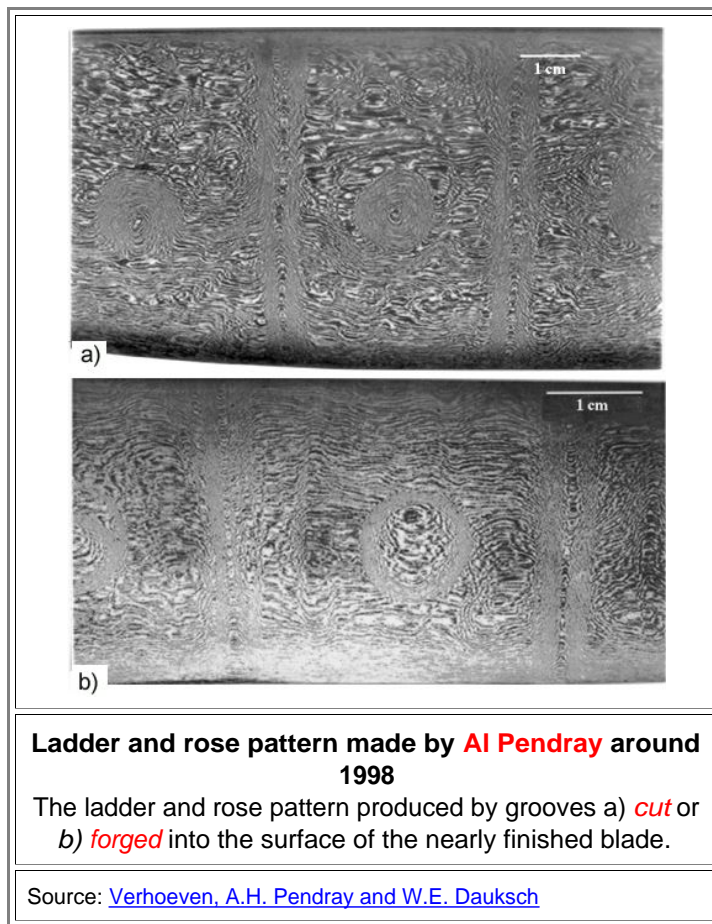 1 cm
a)
1 cm
b)
Ladder and rose pattern made by Al Pendray around
1998
The ladder and rose pattern produced by grooves a) cut or
b) forged into the surface of the nearly finished blade.
Source: Verhoeven, A.H. Pendray and W.E. Dauksch